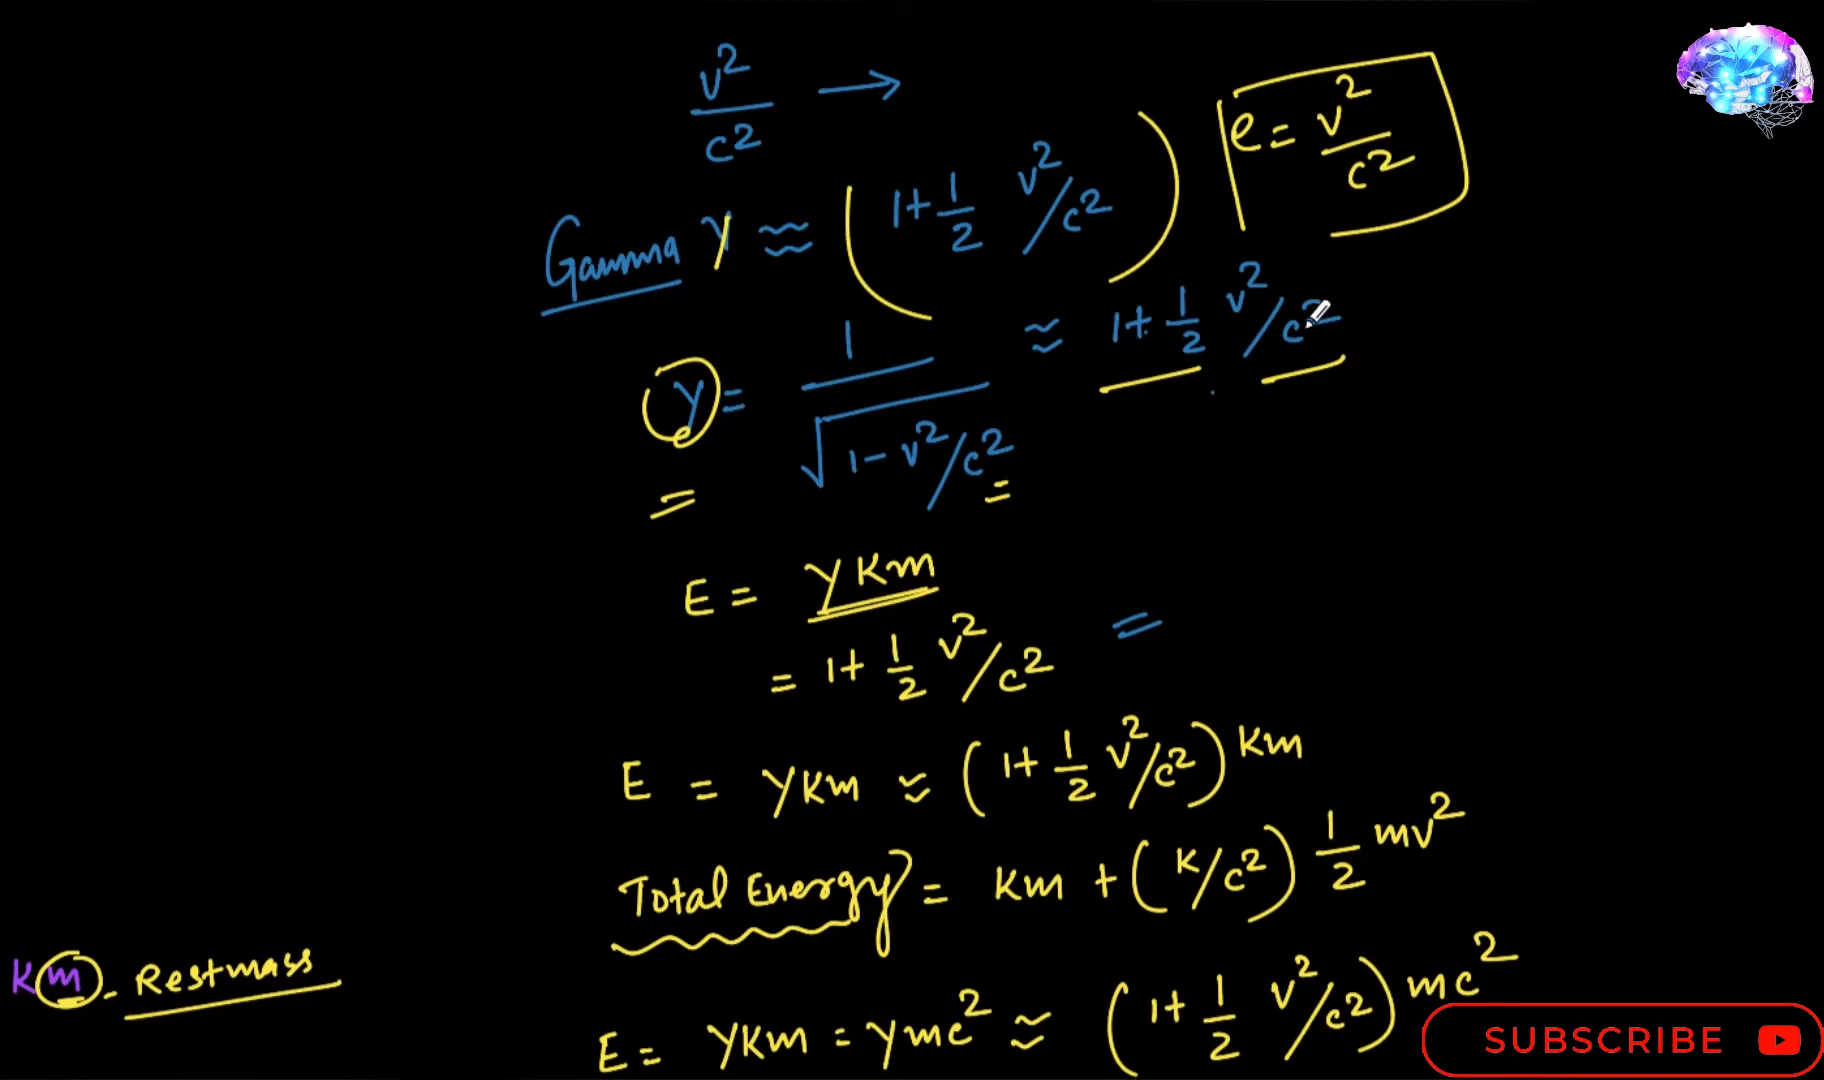 v²/c² →
e = v²/c²
Gamma γ ≈ (1+ 1/2 v²/c²)
γ = 1/√(1-v²/c²) ≈ 1+ 1/2 v²/c²
= =
E = γKm
= 1+ 1/2 v²/c² =
E = γKm ≈ (1+ 1/2 v²/c²) Km
Total Energy = Km + (K/c²) 1/2 mv²
Km - Restmass
E = γKm = γmc² ≈ (1+ 1/2 v²/c²) mc²
SUBSCRIBE